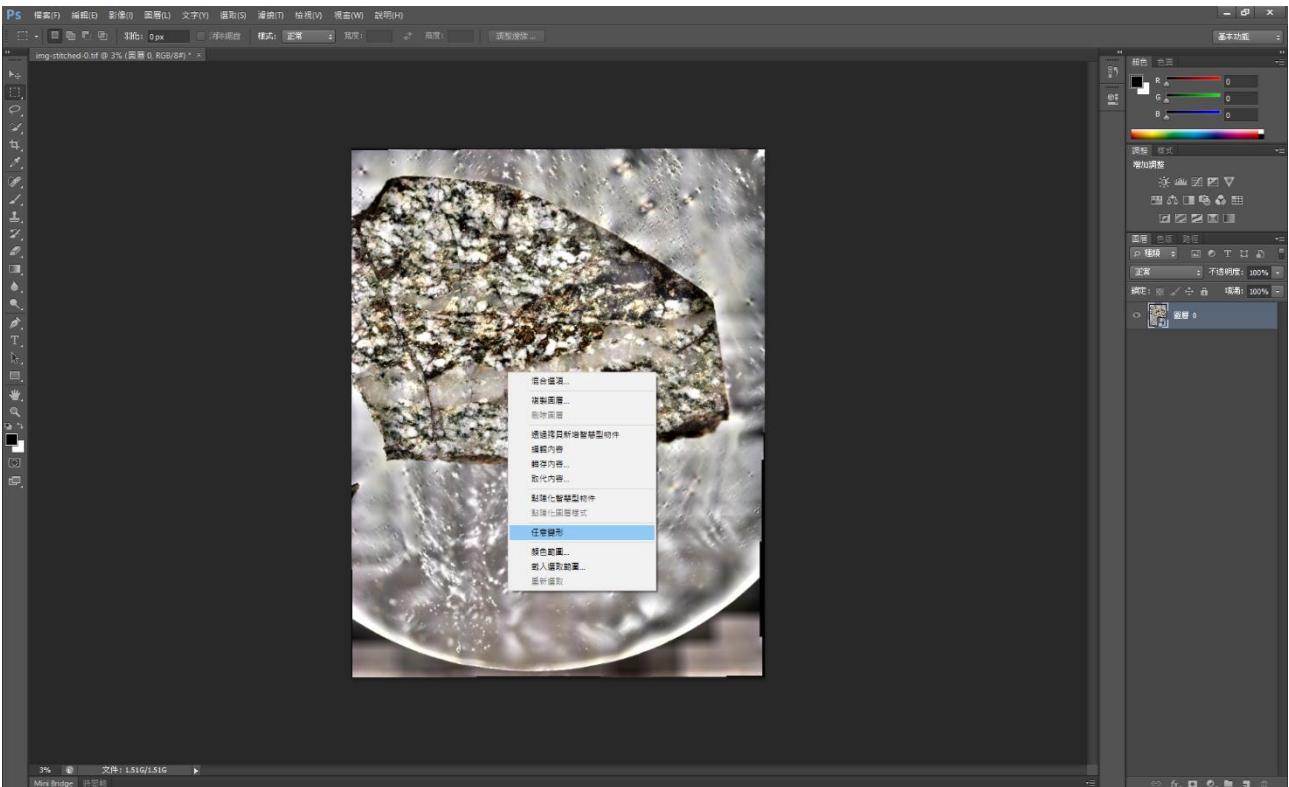 Ps 檔案(F) 編輯(E) 影像(I) 圖層(L) 文字(Y) 選取(S) 濾鏡(T) 檢視(V) 視窗(W) 說明(H)
羽化: 0 px 消除鋸齒 樣式: 正常 寬度: 高度: 調整邊緣... 基本功能
img-stitched-0.tif @ 3% (圖層 0, RGB/8#) * ×
顏色 色票
R 0
G 0
B 0
調整 樣式
增加調整
圖層 色版 路徑
種類
正常 不透明度: 100%
鎖定: 填滿: 100%
圖層 0
混合選項...
複製圖層...
刪除圖層
透過拷貝新增智慧型物件
編輯內容
轉存內容...
取代內容...
點陣化智慧型物件
點陣化圖層樣式
任意變形
顏色範圍...
載入選取範圍...
重新選取
3% 文件: 1.51G/1.51G
Mini Bridge 時間軸